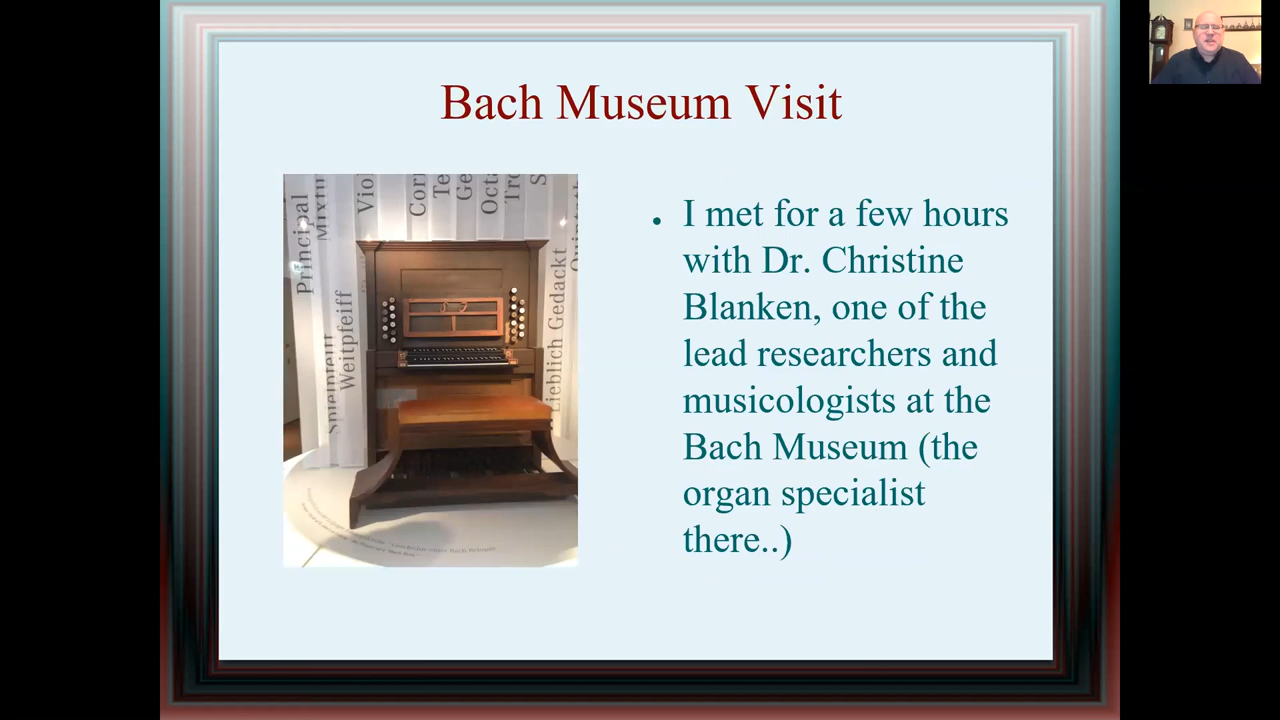 Bach Museum Visit
Principal
Weitpfeiff
Lieblich Gedackt
• I met for a few hours
with Dr. Christine
Blanken, one of the
lead researchers and
musicologists at the
Bach Museum (the
organ specialist
there..)